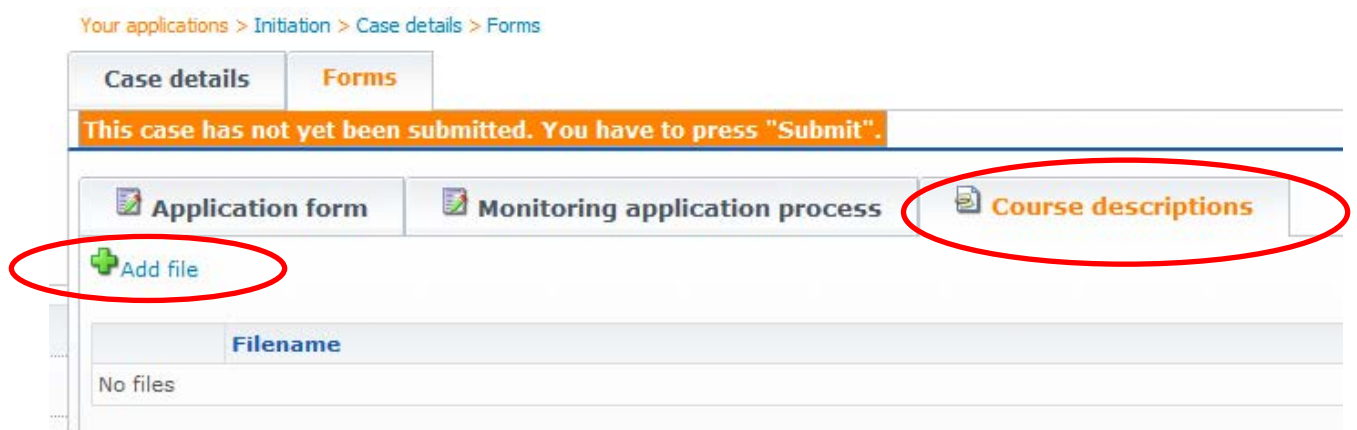 Your applications > Initiation > Case details > Forms
Case details Forms
This case has not yet been submitted. You have to press "Submit".
Application form Monitoring application process Course descriptions
Add file
Filename
No files